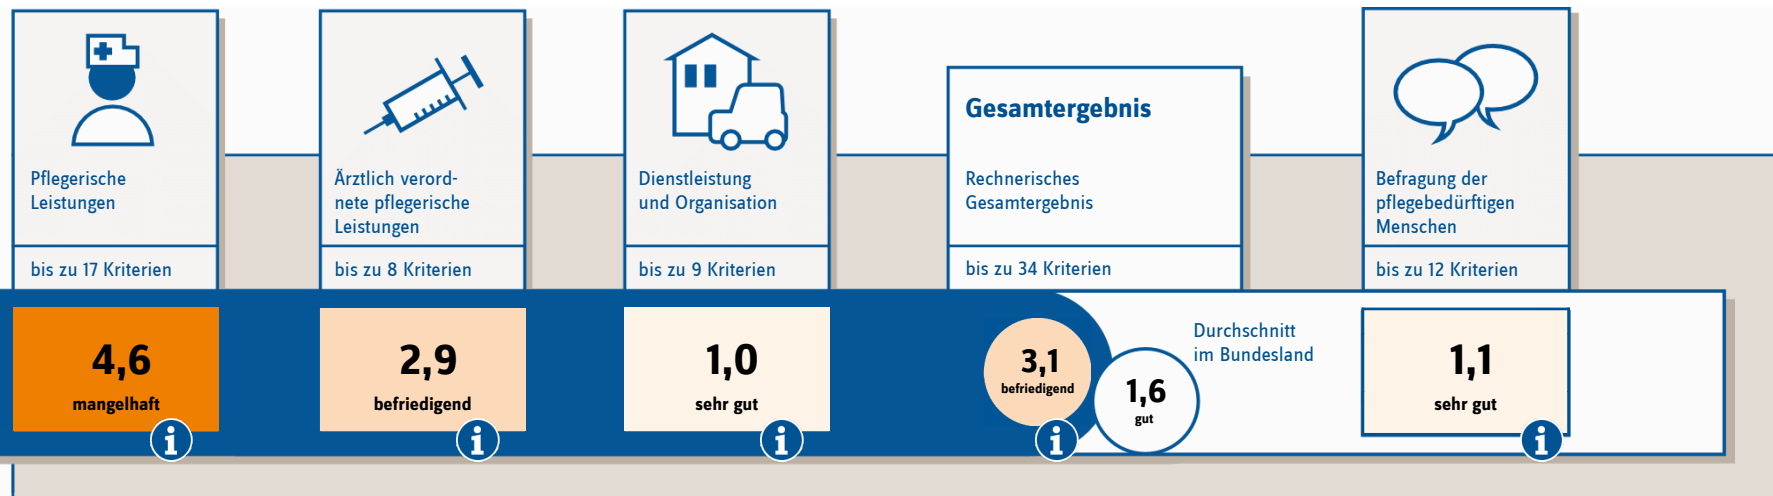 Pflegerische
Leistungen
bis zu 17 Kriterien
4,6
mangelhaft
i
Ärztlich verord-
nete pflegerische
Leistungen
bis zu 8 Kriterien
2,9
befriedigend
i
Dienstleistung
und Organisation
bis zu 9 Kriterien
1,0
sehr gut
i
Gesamtergebnis
Rechnerisches
Gesamtergebnis
bis zu 34 Kriterien
3,1
befriedigend
i
1,6
gut
Durchschnitt
im Bundesland
Befragung der
pflegebedürftigen
Menschen
bis zu 12 Kriterien
1,1
sehr gut
i